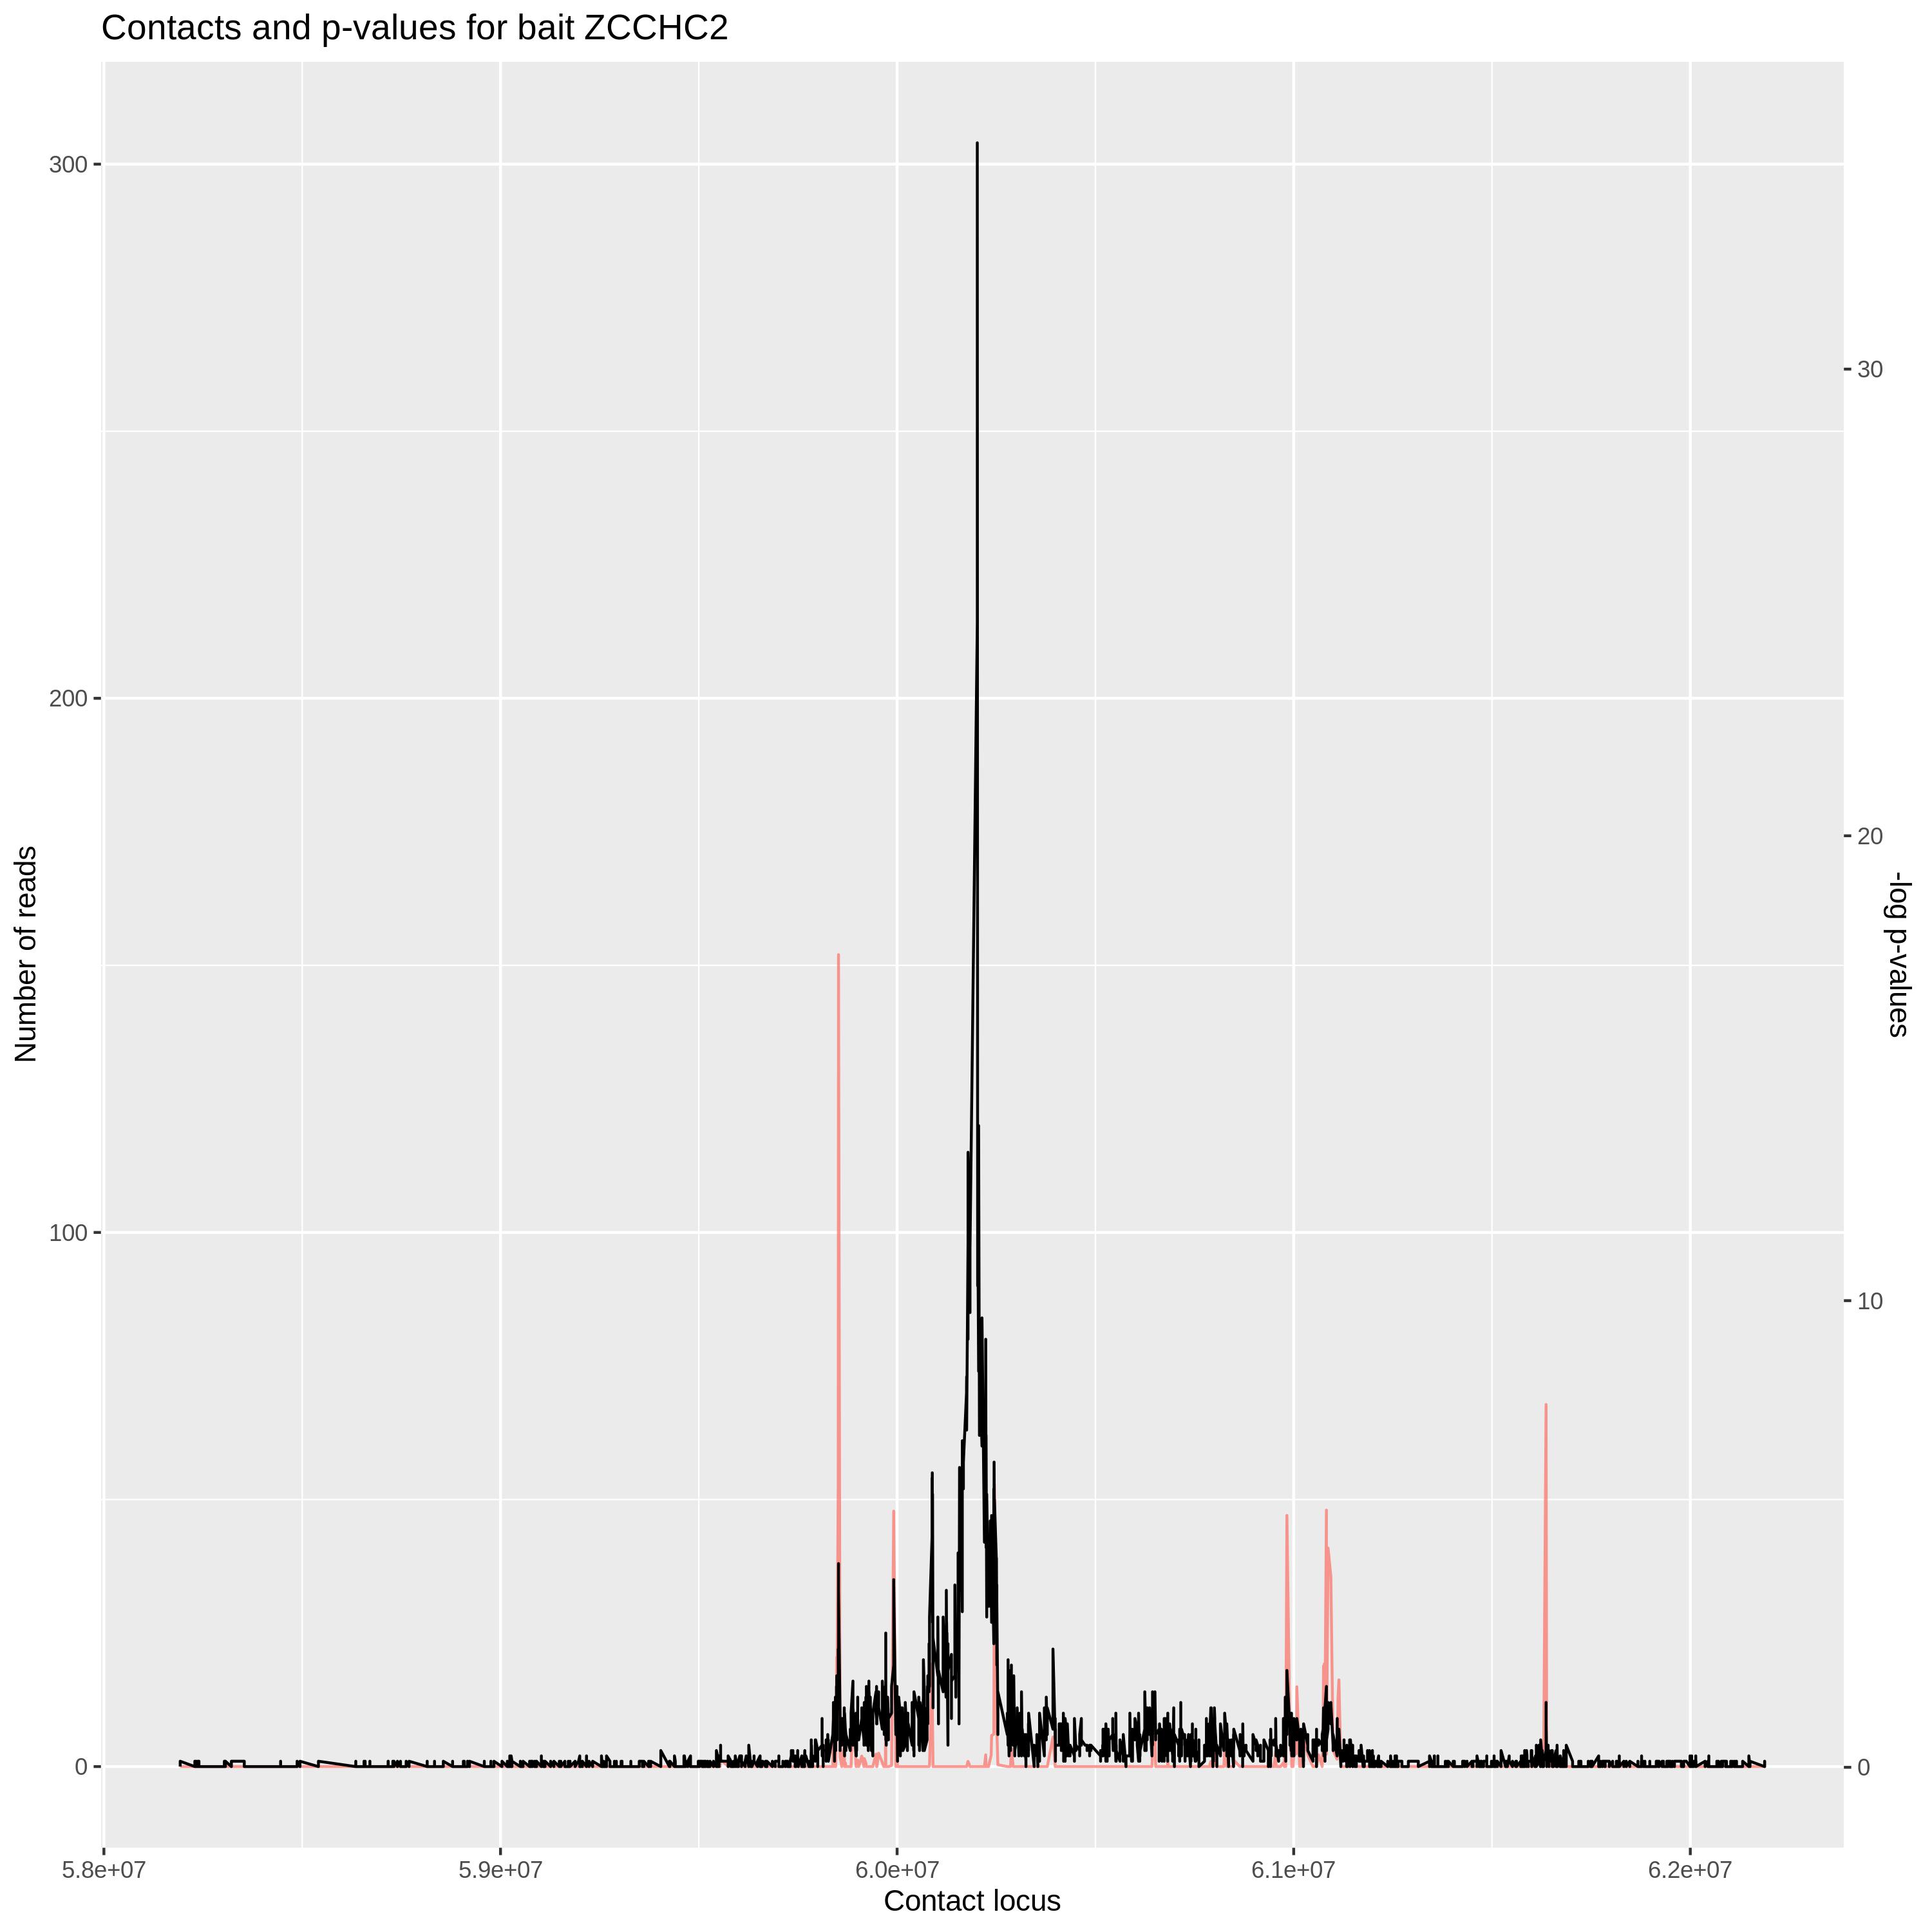 Contacts and p-values for bait ZCCHC2
300
200
100
0
30
20
10
0
Number of reads
-log p-values
5.8e+07 5.9e+07 6.0e+07 6.1e+07 6.2e+07
Contact locus